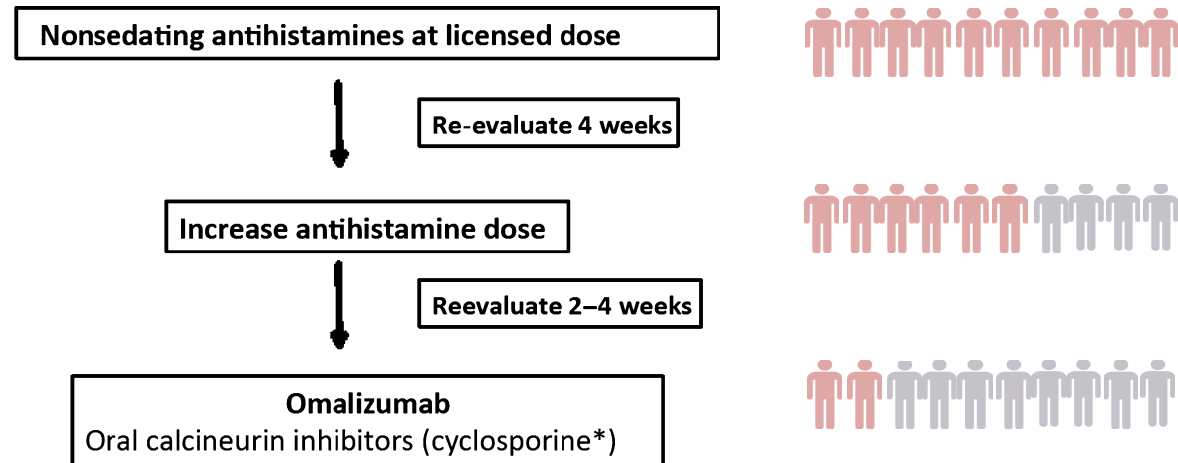 Nonsedating antihistamines at licensed dose
Re-evaluate 4 weeks
Increase antihistamine dose
Reevaluate 2–4 weeks
Omalizumab
Oral calcineurin inhibitors (cyclosporine*)